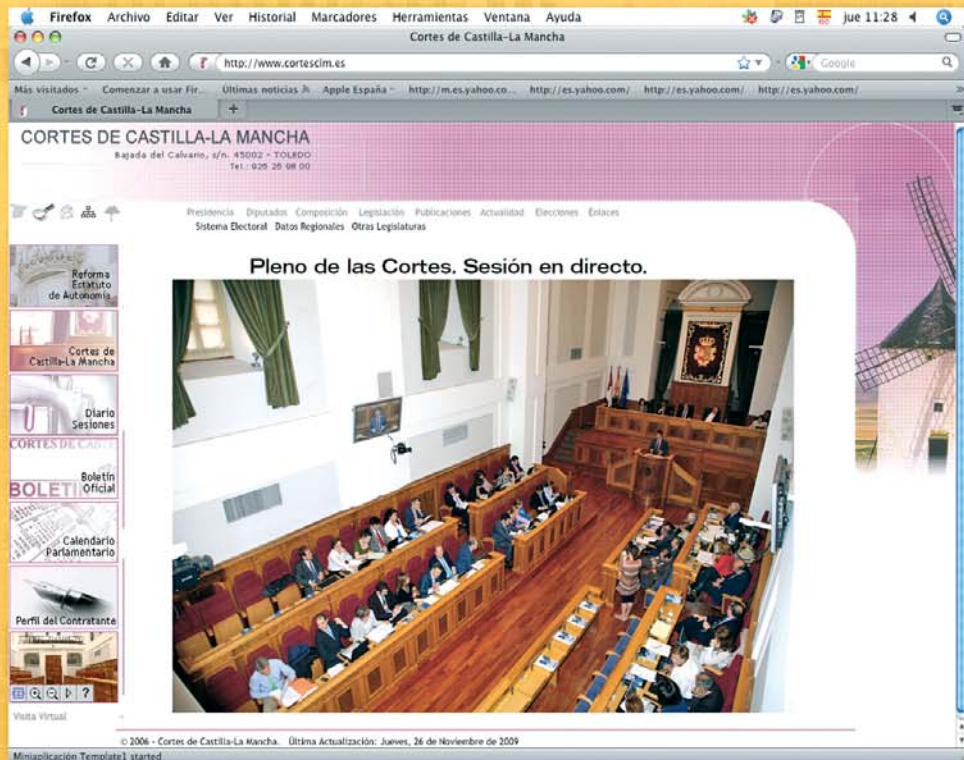 Firefox Archivo Editar Ver Historial Marcadores Herramientas Ventana Ayuda jue 11:28
Cortes de Castilla-La Mancha
http://www.cortesclm.es Google
Más visitados Comenzar a usar Fir... Últimas noticias Apple España http://m.es.yahoo.co... http://es.yahoo.com/ http://es.yahoo.com/ http://es.yahoo.com/
Cortes de Castilla-La Mancha +
CORTES DE CASTILLA-LA MANCHA
Bajada del Calvario, s/n. 45002 - TOLEDO
Tel.: 925 25 98 00
Presidencia Diputados Composición Legislación Publicaciones Actualidad Elecciones Enlaces
Sistema Electoral Datos Regionales Otras Legislaturas
Pleno de las Cortes. Sesión en directo.
Reforma
Estatuto
de Autonomía
Cortes de
Castilla-La Mancha
Diario
Sesiones
CORTES DE CAST
Boletín
BOLETI Oficial
Calendario
Parlamentario
Perfil del Contratante
?
Visita Virtual
© 2006 - Cortes de Castilla-La Mancha. Última Actualización: Jueves, 26 de Noviembre de 2009
Miniaplicación Template1 started